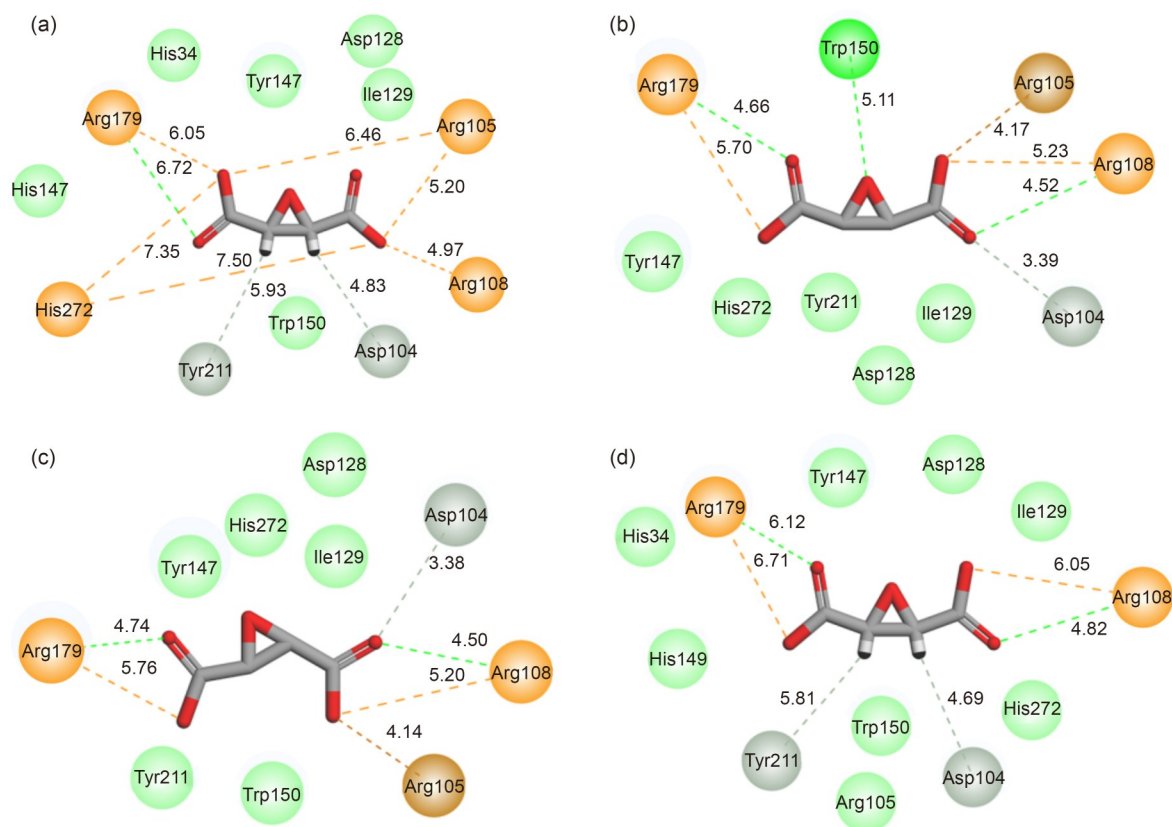 (a)
His34
Asp128
Tyr147
Ile129
Arg179
6.05
6.46
Arg105
6.72
5.20
His147
7.35
7.50
4.97
5.93
4.83
Arg108
His272
Trp150
Tyr211
Asp104
(b)
Trp150
Arg179
Arg105
4.66
5.11
4.17
5.70
5.23
Arg108
4.52
Tyr147
3.39
His272
Tyr211
Ile129
Asp104
Asp128
(c)
Asp128
Asp104
His272
Ile129
Tyr147
3.38
4.74
Arg179
4.50
5.76
5.20
Arg108
4.14
Tyr211
Trp150
Arg105
(d)
Tyr147
Asp128
Arg179
Ile129
His34
6.12
6.71
6.05
Arg108
4.82
His149
5.81
4.69
His272
Trp150
Tyr211
Asp104
Arg105